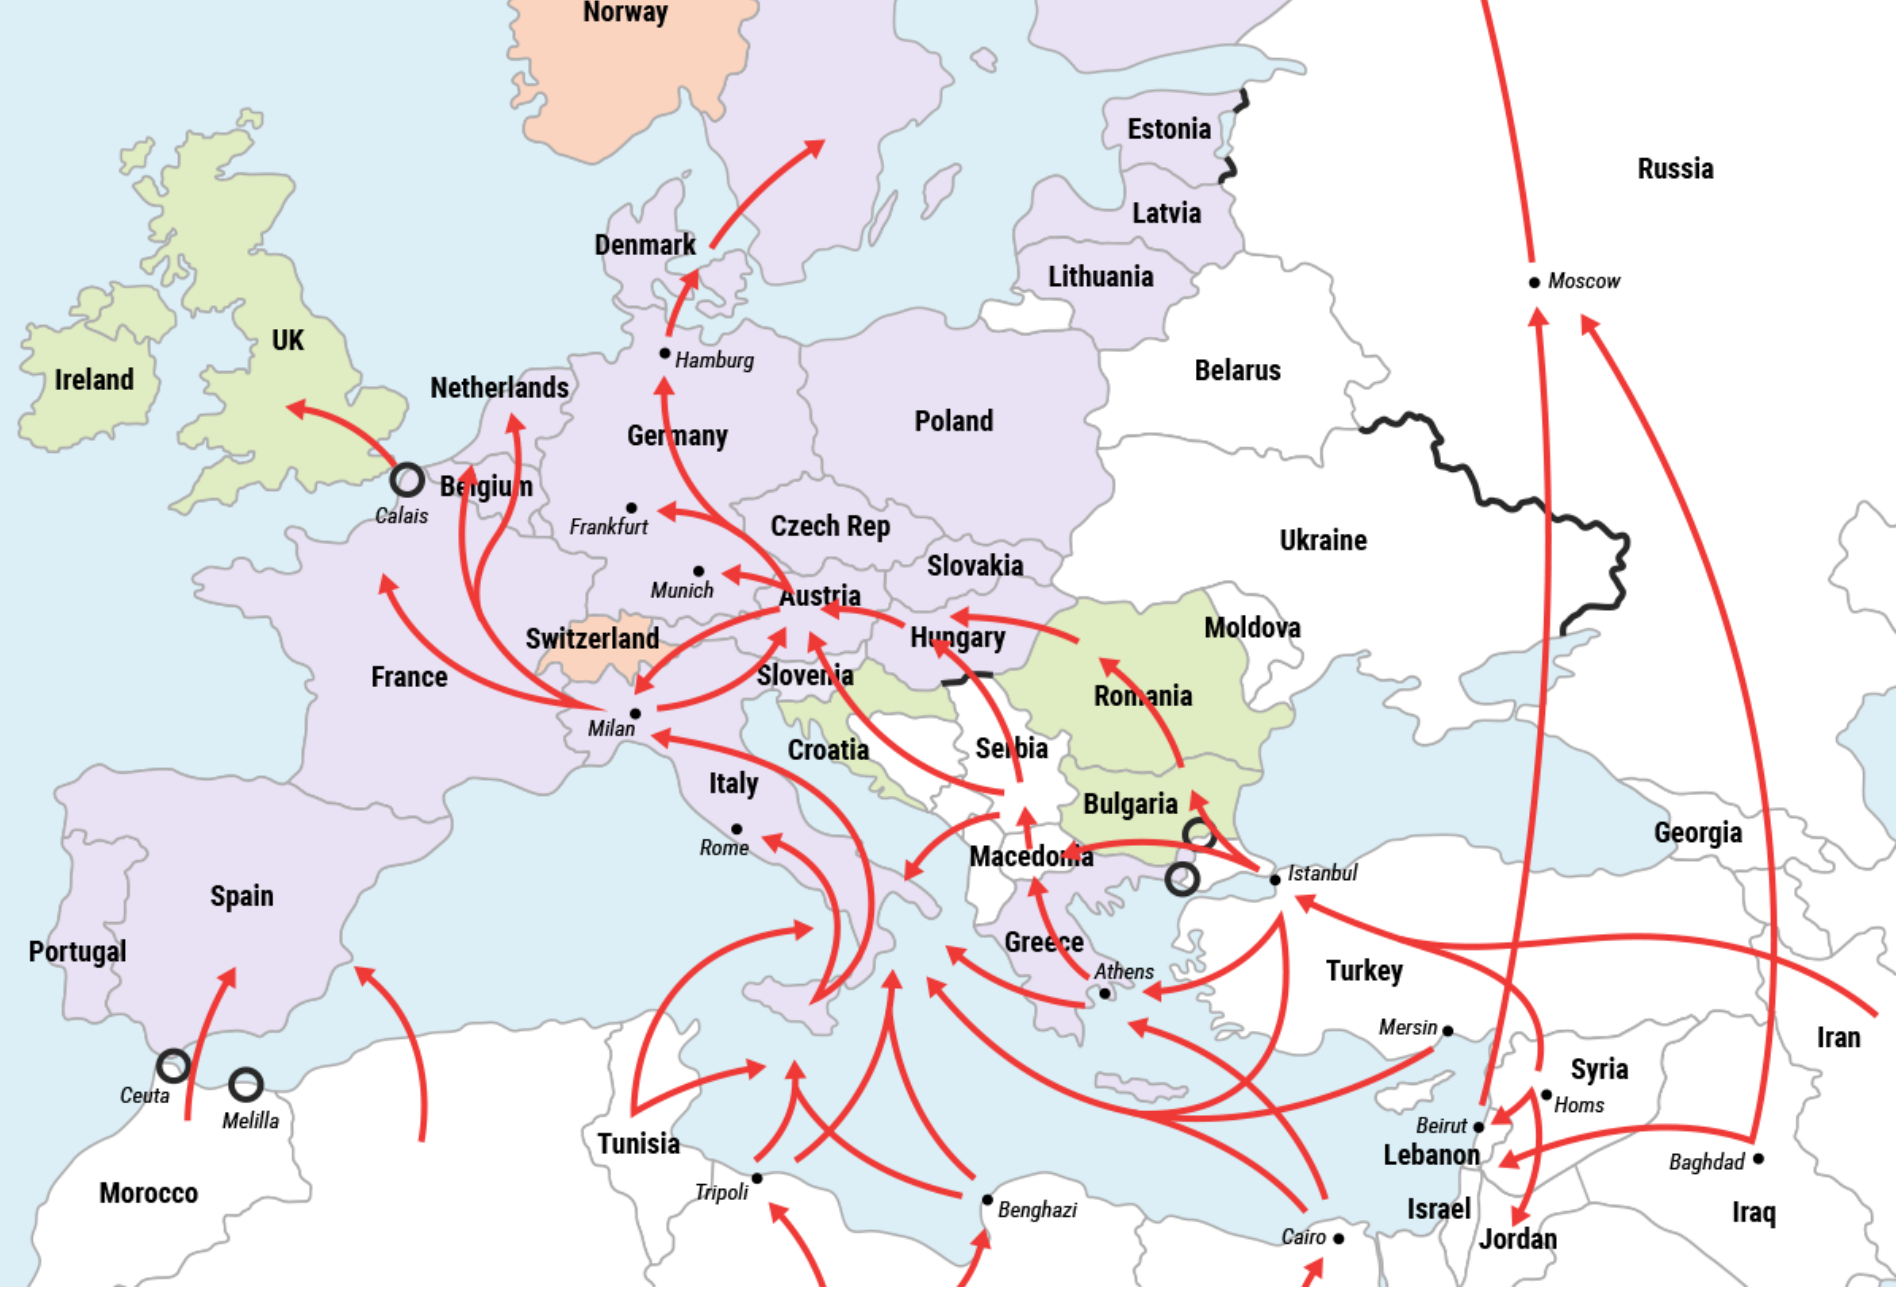 Norway
Estonia
Russia
Latvia
Denmark
Lithuania
Moscow
UK
Hamburg
Ireland
Netherlands
Belarus
Germany
Poland
Belgium
Calais
Frankfurt
Czech Rep
Ukraine
Slovakia
Munich
Austria
Switzerland
Hungary
Moldova
France
Slovenia
Romania
Milan
Croatia
Serbia
Italy
Bulgaria
Georgia
Rome
Macedonia
Istanbul
Spain
Portugal
Greece
Athens
Turkey
Mersin
Iran
Syria
Ceuta
Homs
Melilla
Beirut
Tunisia
Lebanon
Baghdad
Morocco
Tripoli
Benghazi
Israel
Iraq
Cairo
Jordan